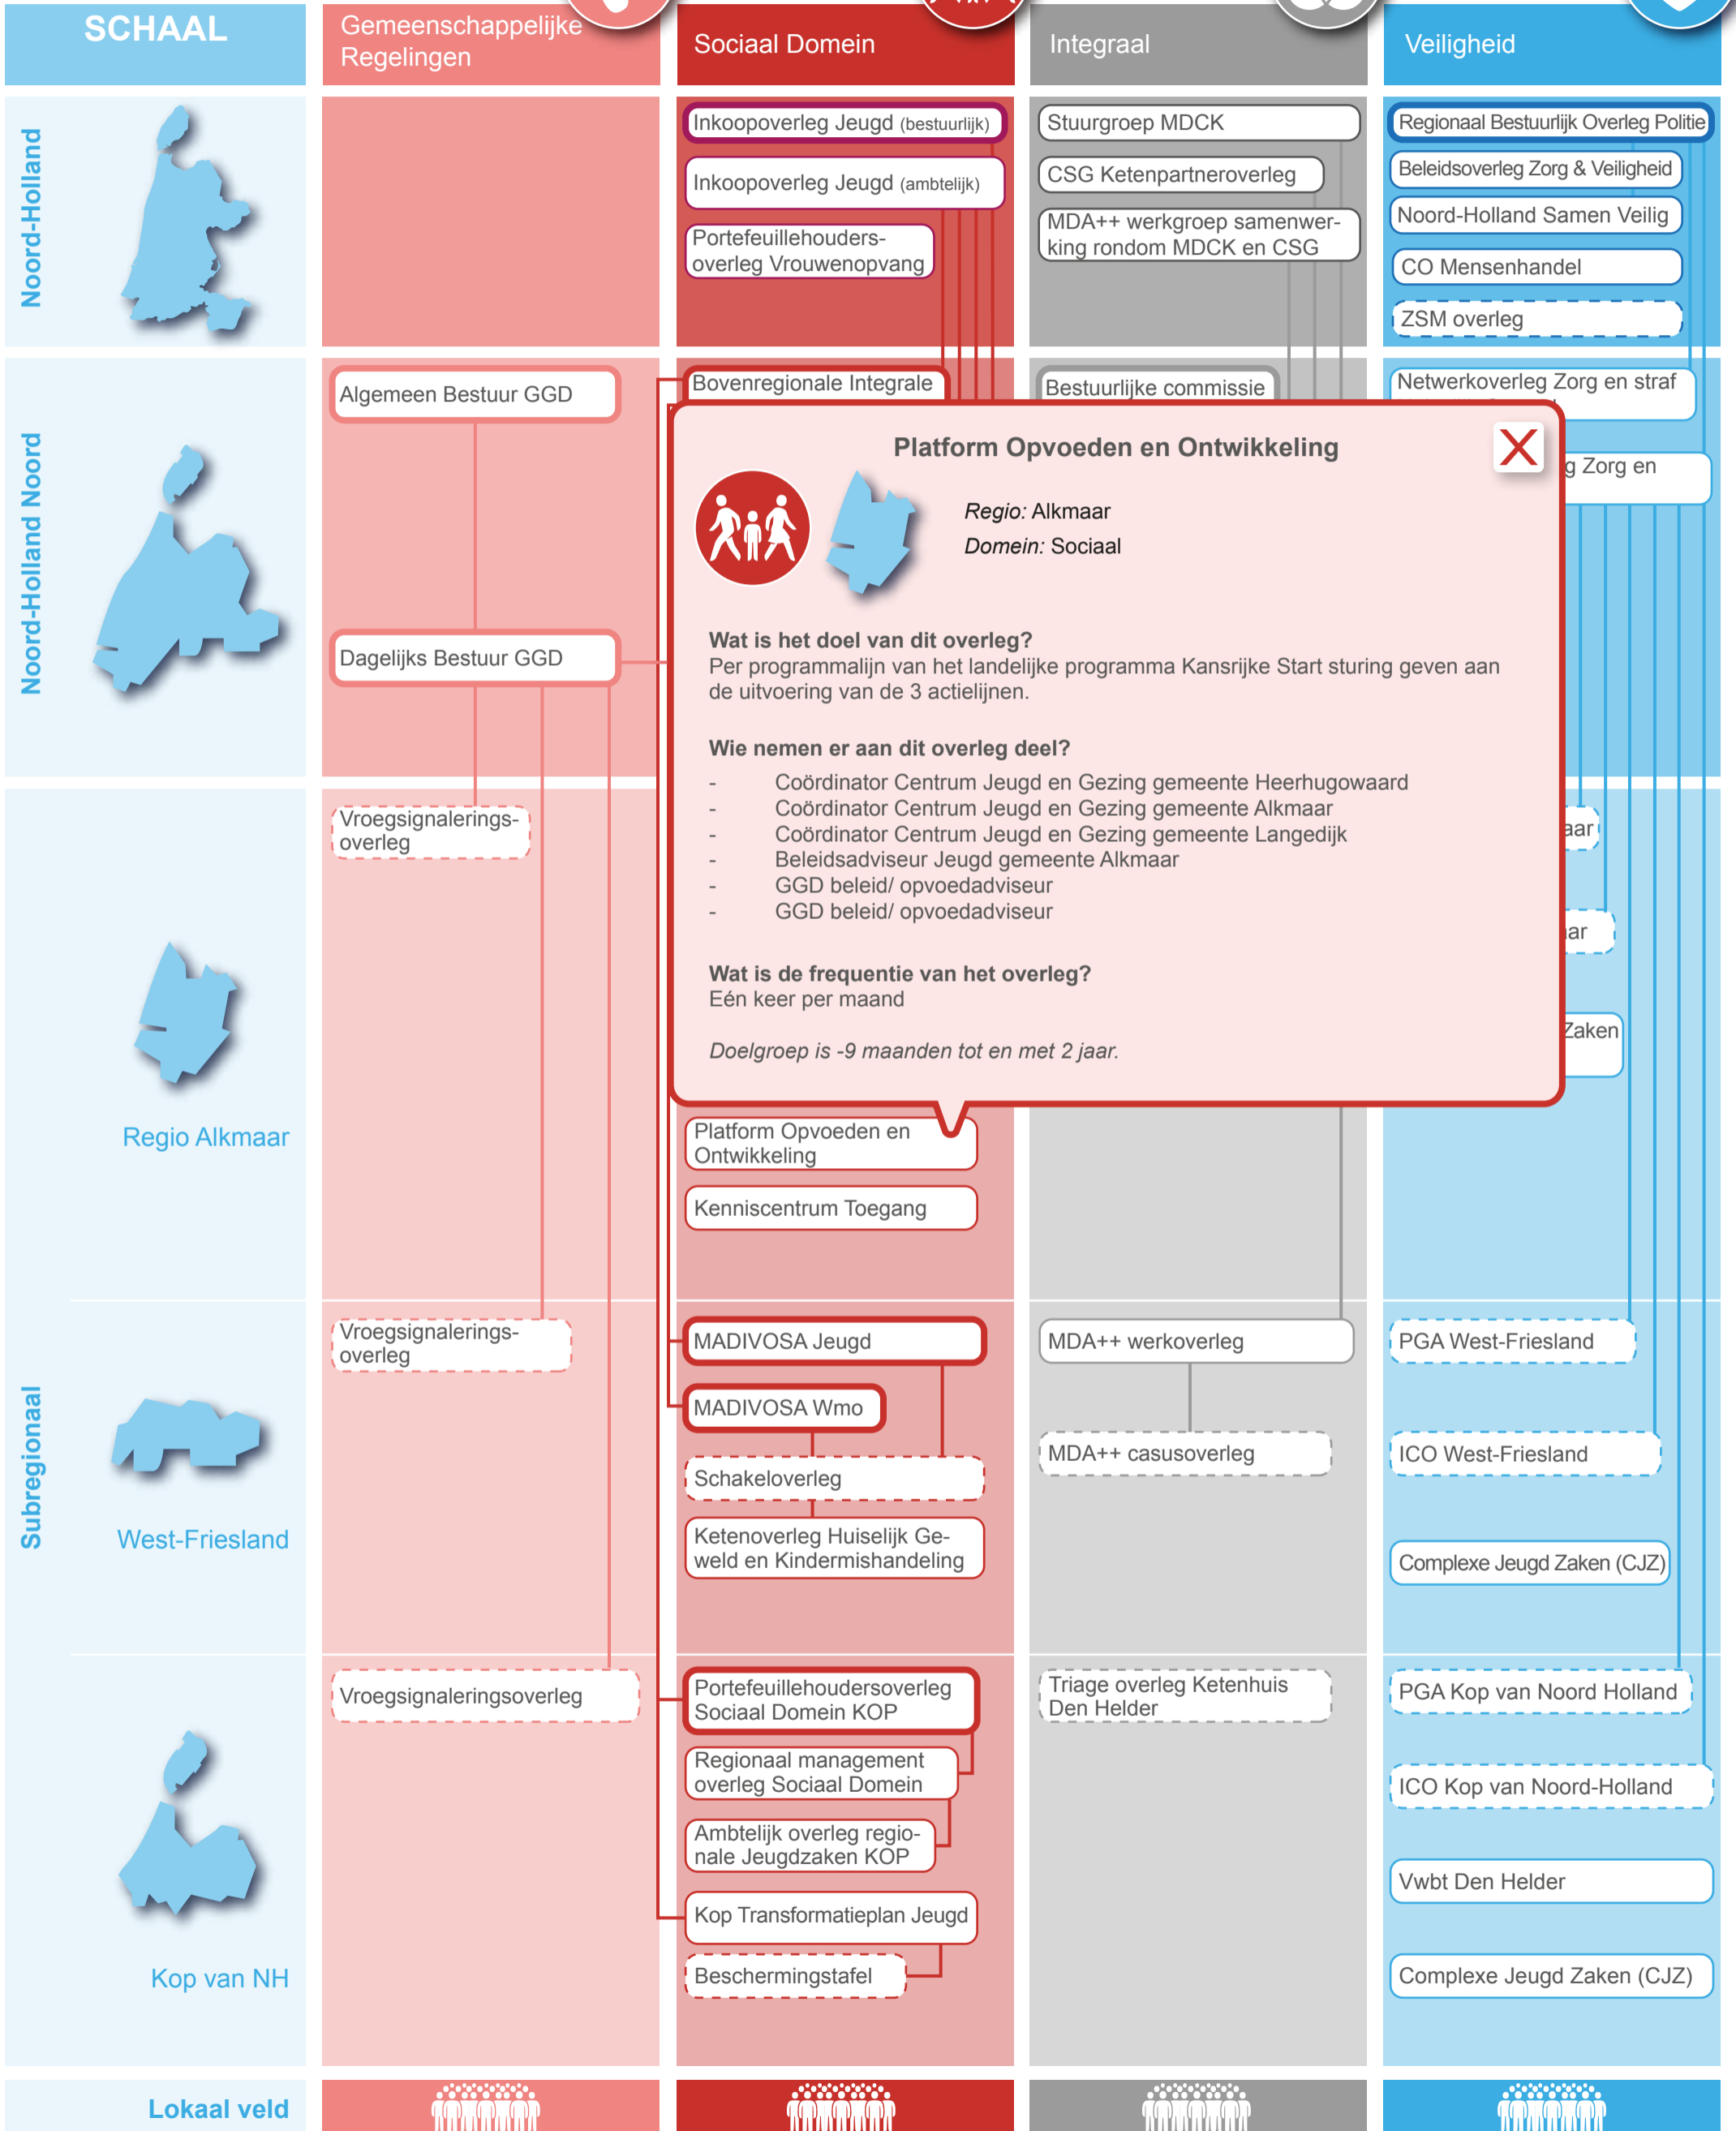 SCHAAL
Gemeenschappelijke
Regelingen
Sociaal Domein
Integraal
Veiligheid
Noord-Holland
Inkoopoverleg Jeugd (bestuurlijk)
Inkoopoverleg Jeugd (ambtelijk)
Portefeuillehouders-
overleg Vrouwenopvang
Stuurgroep MDCK
CSG Ketenpartneroverleg
MDA++ werkgroep samenwer-
king rondom MDCK en CSG
Regionaal Bestuurlijk Overleg Politie
Beleidsoverleg Zorg & Veiligheid
Noord-Holland Samen Veilig
CO Mensenhandel
ZSM overleg
Noord-Holland Noord
Algemeen Bestuur GGD
Dagelijks Bestuur GGD
Bovenregionale Integrale
Bestuurlijke commissie
Netwerkoverleg Zorg en straf
g Zorg en
Platform Opvoeden en Ontwikkeling
X
Regio: Alkmaar
Domein: Sociaal
Wat is het doel van dit overleg?
Per programmalijn van het landelijke programma Kansrijke Start sturing geven aan
de uitvoering van de 3 actielijnen.
Wie nemen er aan dit overleg deel?
- Coördinator Centrum Jeugd en Gezing gemeente Heerhugowaard
- Coördinator Centrum Jeugd en Gezing gemeente Alkmaar
- Coördinator Centrum Jeugd en Gezing gemeente Langedijk
- Beleidsadviseur Jeugd gemeente Alkmaar
- GGD beleid/ opvoedadviseur
- GGD beleid/ opvoedadviseur
Wat is de frequentie van het overleg?
Eén keer per maand
Doelgroep is -9 maanden tot en met 2 jaar.
Subregionaal
Regio Alkmaar
Vroegsignalerings-
overleg
Platform Opvoeden en
Ontwikkeling
Kenniscentrum Toegang
aar
ar
Zaken
West-Friesland
Vroegsignalerings-
overleg
MADIVOSA Jeugd
MADIVOSA Wmo
Schakeloverleg
Ketenoverleg Huiselijk Ge-
weld en Kindermishandeling
MDA++ werkoverleg
MDA++ casusoverleg
PGA West-Friesland
ICO West-Friesland
Complexe Jeugd Zaken (CJZ)
Kop van NH
Vroegsignaleringsoverleg
Portefeuillehoudersoverleg
Sociaal Domein KOP
Regionaal management
overleg Sociaal Domein
Ambtelijk overleg regio-
nale Jeugdzaken KOP
Kop Transformatieplan Jeugd
Beschermingstafel
Triage overleg Ketenhuis
Den Helder
PGA Kop van Noord Holland
ICO Kop van Noord-Holland
Vwbt Den Helder
Complexe Jeugd Zaken (CJZ)
Lokaal veld